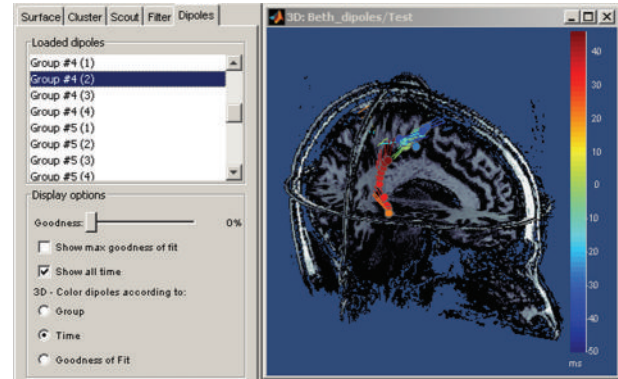 Surface Cluster Scout Filter Dipoles
Loaded dipoles
Group #4 (1)
Group #4 (2)
Group #4 (3)
Group #4 (4)
Group #5 (1)
Group #5 (2)
Group #5 (3)
Group #5 (4)
Display options
Goodness: 0%
Show max goodness of fit
Show all time
3D - Color dipoles according to:
Group
Time
Goodness of Fit
3D: Beth_dipoles/Test
40
30
20
10
0
-10
-20
-30
-40
-50
ms